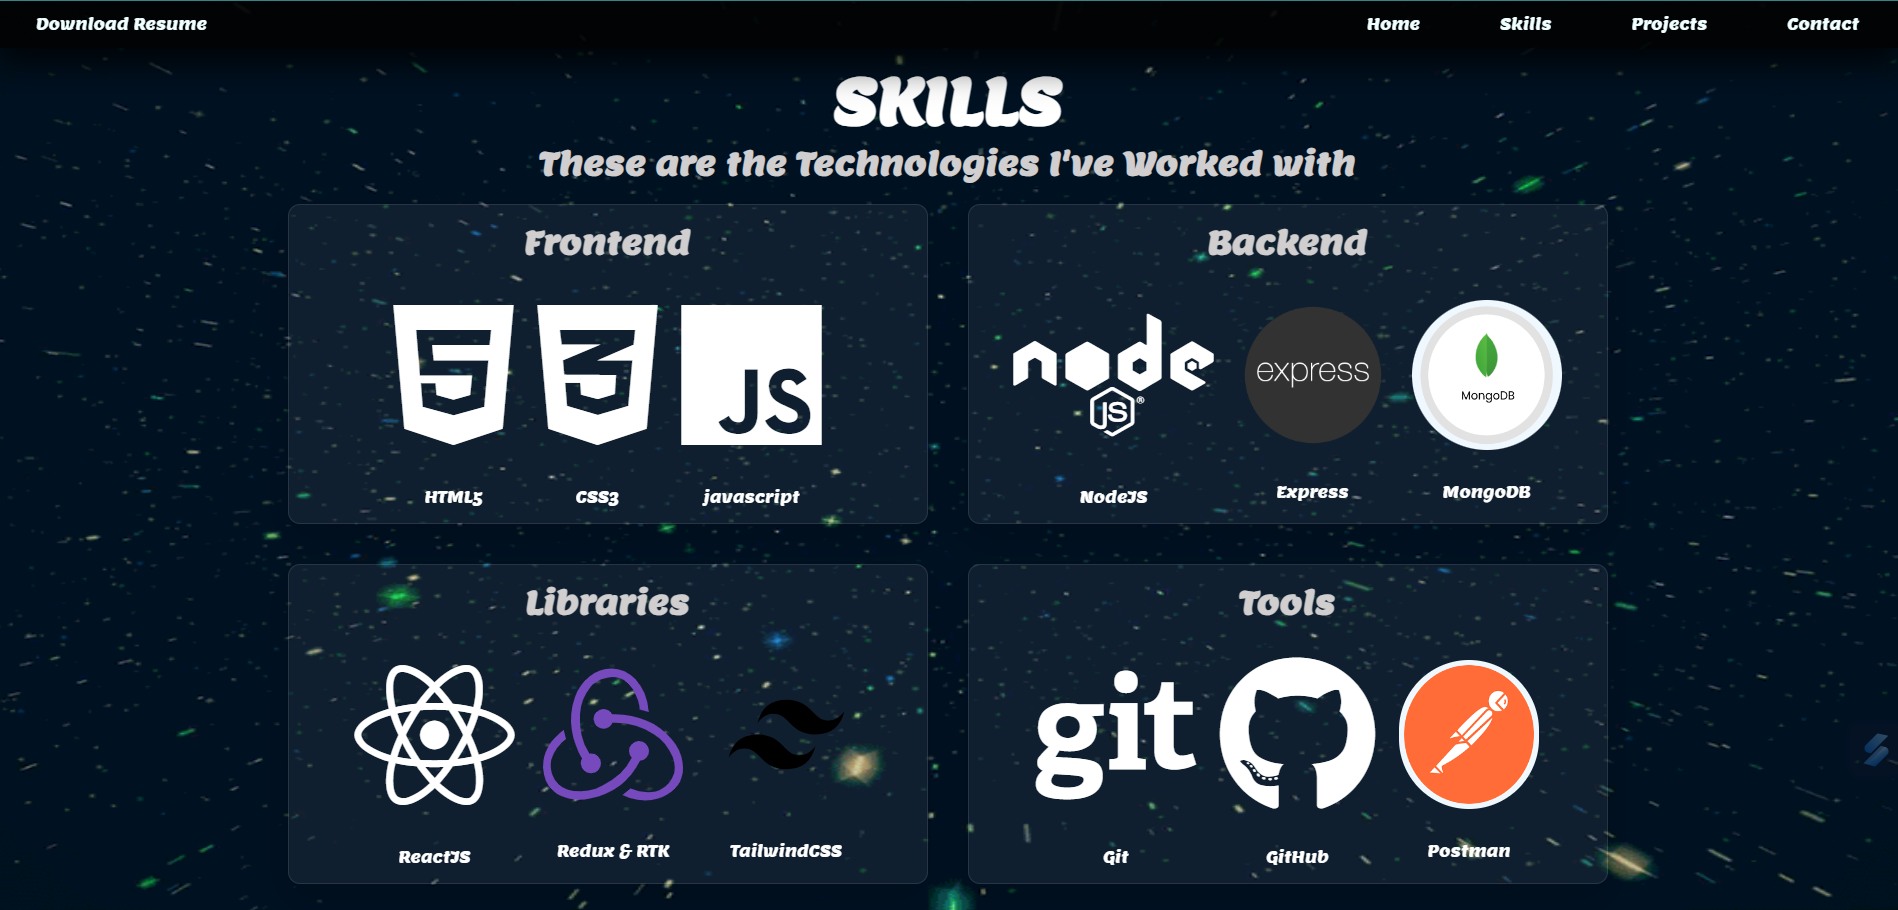 Download Resume
Home
Skills
Projects
Contact
SKILLS
These are the Technologies I've Worked with
Frontend
5
3
JS
HTML5
CSS3
javascript
Backend
node
JS®
express
MongoDB
NodeJS
Express
MongoDB
Libraries
ReactJS
Redux & RTK
TailwindCSS
Tools
git
Git
GitHub
Postman